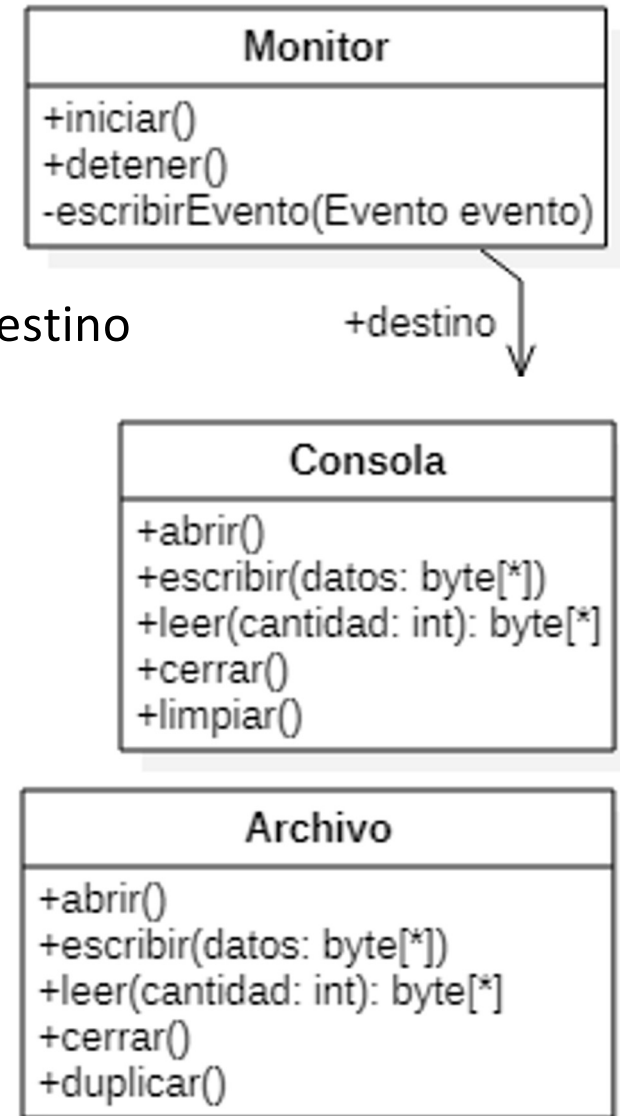 Monitor
+iniciar()
+detener()
-escribirEvento(Evento evento)
estino
+destino
Consola
+abrir()
+escribir(datos: byte[*])
+leer(cantidad: int): byte[*]
+cerrar()
+limpiar()
Archivo
+abrir()
+escribir(datos: byte[*])
+leer(cantidad: int): byte[*]
+cerrar()
+duplicar()